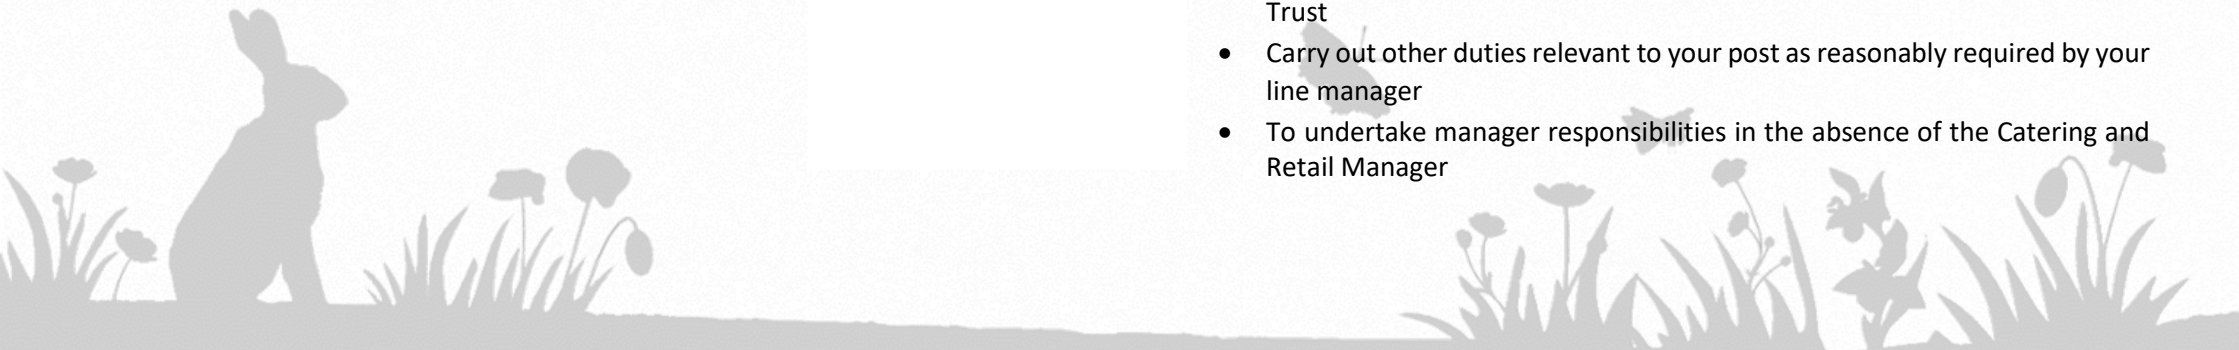 Trust
• Carry out other duties relevant to your post as reasonably required by your
line manager
• To undertake manager responsibilities in the absence of the Catering and
Retail Manager